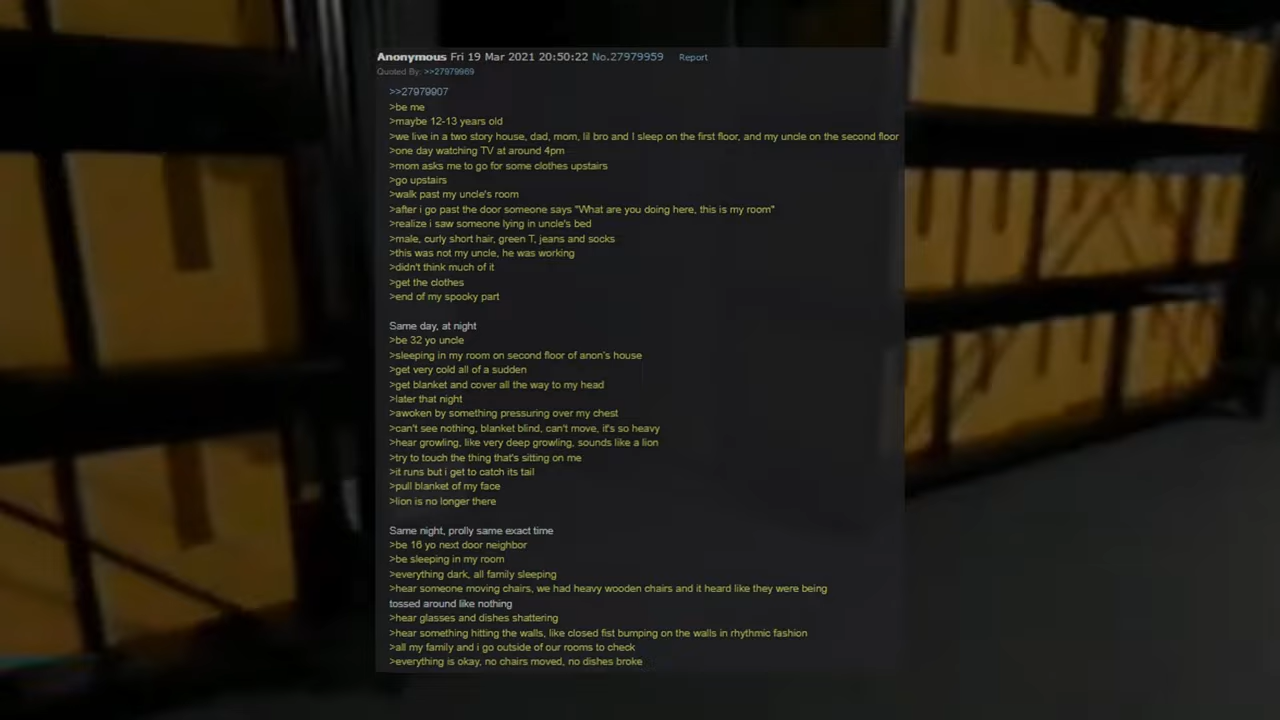 Anonymous Fri 19 Mar 2021 20:50:22 No.27979959 Report
Quoted By: >>27979969
>>27979907
>be me
>maybe 12-13 years old
>we live in a two story house, dad, mom, lil bro and I sleep on the first floor, and my uncle on the second floor
>one day watching TV at around 4pm
>mom asks me to go for some clothes upstairs
>go upstairs
>walk past my uncle's room
>after i go past the door someone says "What are you doing here, this is my room"
>realize i saw someone lying in uncle's bed
>male, curly short hair, green T, jeans and socks
>this was not my uncle, he was working
>didn't think much of it
>get the clothes
>end of my spooky part
Same day, at night
>be 32 yo uncle
>sleeping in my room on second floor of anon's house
>get very cold all of a sudden
>get blanket and cover all the way to my head
>later that night
>awoken by something pressuring over my chest
>can't see nothing, blanket blind, can't move, it's so heavy
>hear growling, like very deep growling, sounds like a lion
>try to touch the thing that's sitting on me
>it runs but i get to catch its tail
>pull blanket of my face
>lion is no longer there
Same night, prolly same exact time
>be 16 yo next door neighbor
>be sleeping in my room
>everything dark, all family sleeping
>hear someone moving chairs, we had heavy wooden chairs and it heard like they were being
tossed around like nothing
>hear glasses and dishes shattering
>hear something hitting the walls, like closed fist bumping on the walls in rhythmic fashion
>all my family and i go outside of our rooms to check
>everything is okay, no chairs moved, no dishes broke